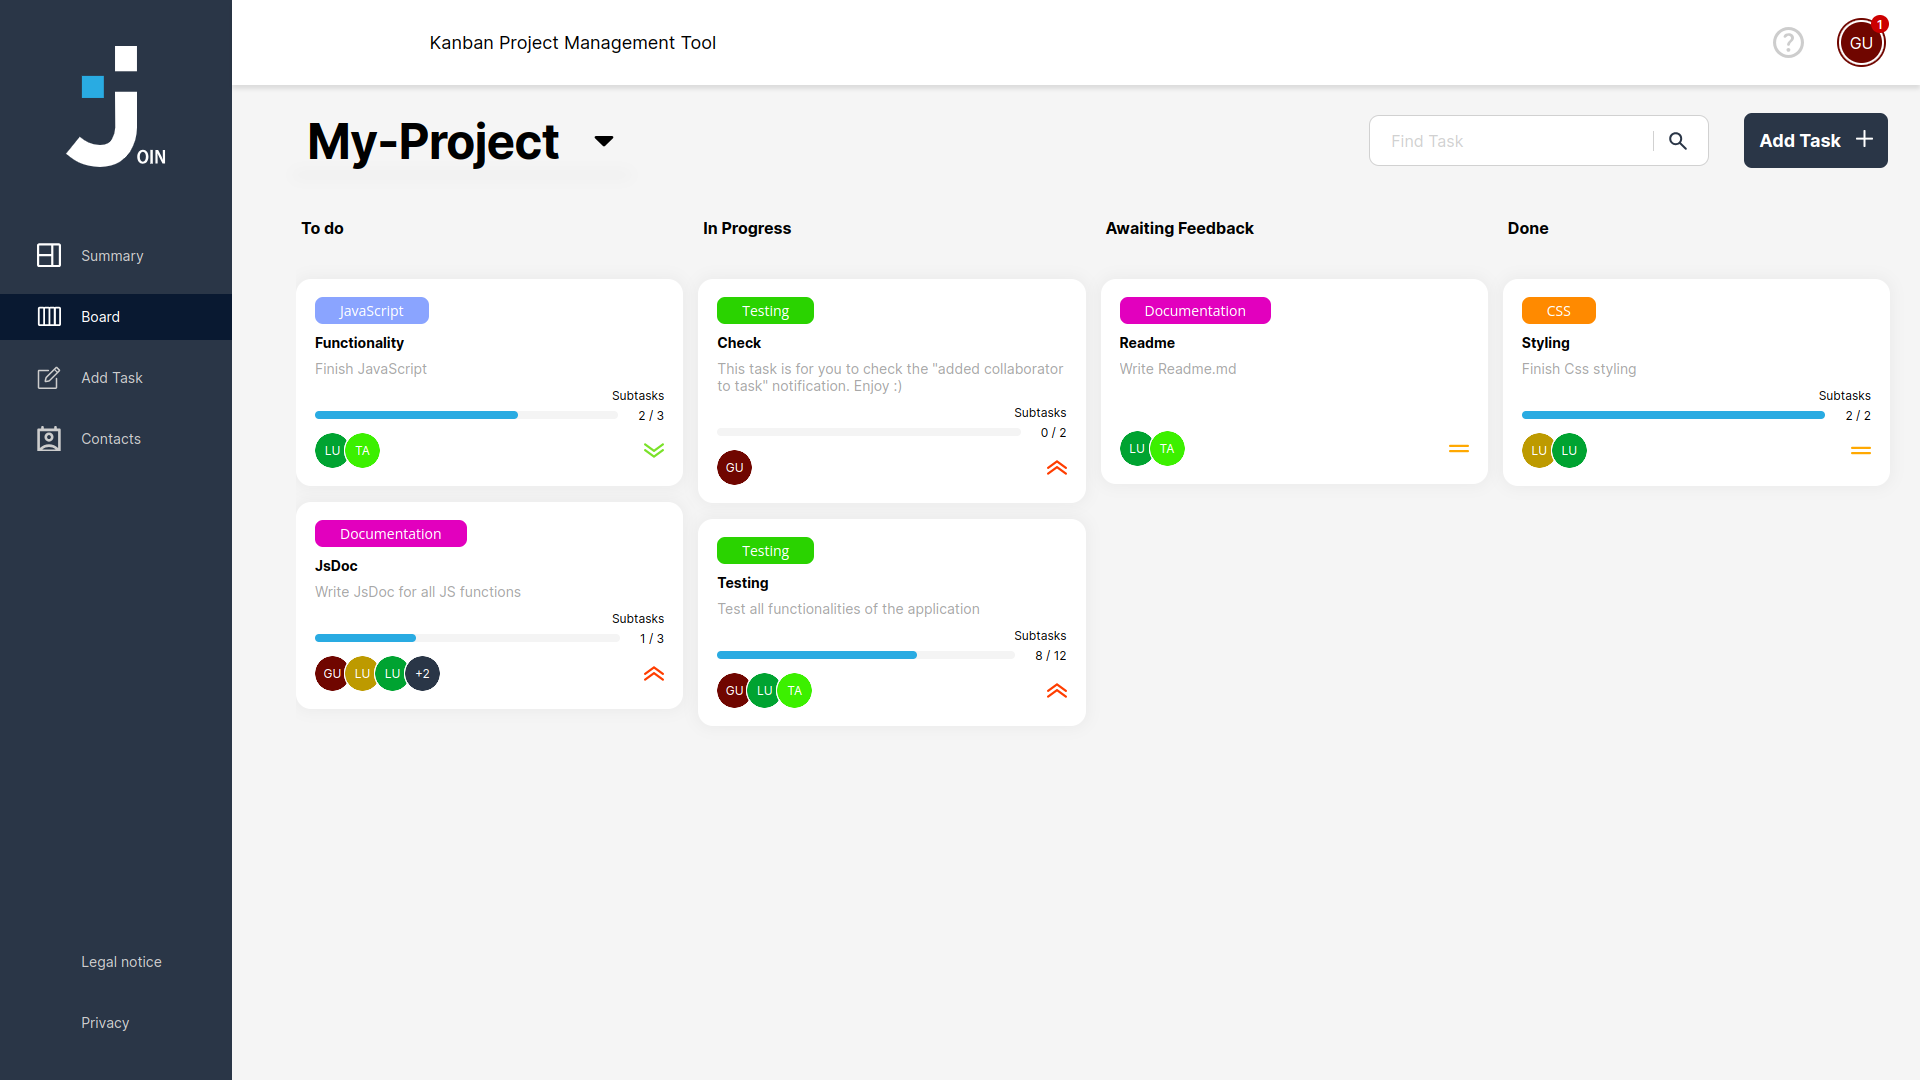 OIN
Summary
Board
Add Task
Contacts
Legal notice
Privacy
Kanban Project Management Tool
?
GU
1
My-Project
Find Task
Add Task
To do
JavaScript
Functionality
Finish JavaScript
Subtasks
2 / 3
LU TA
Documentation
JsDoc
Write JsDoc for all JS functions
Subtasks
1 / 3
GU LU LU +2
In Progress
Testing
Check
This task is for you to check the "added collaborator
to task" notification. Enjoy :)
Subtasks
0 / 2
GU
Testing
Testing
Test all functionalities of the application
Subtasks
8 / 12
GU LU TA
Awaiting Feedback
Documentation
Readme
Write Readme.md
LU TA
Done
CSS
Styling
Finish Css styling
Subtasks
2 / 2
LU LU